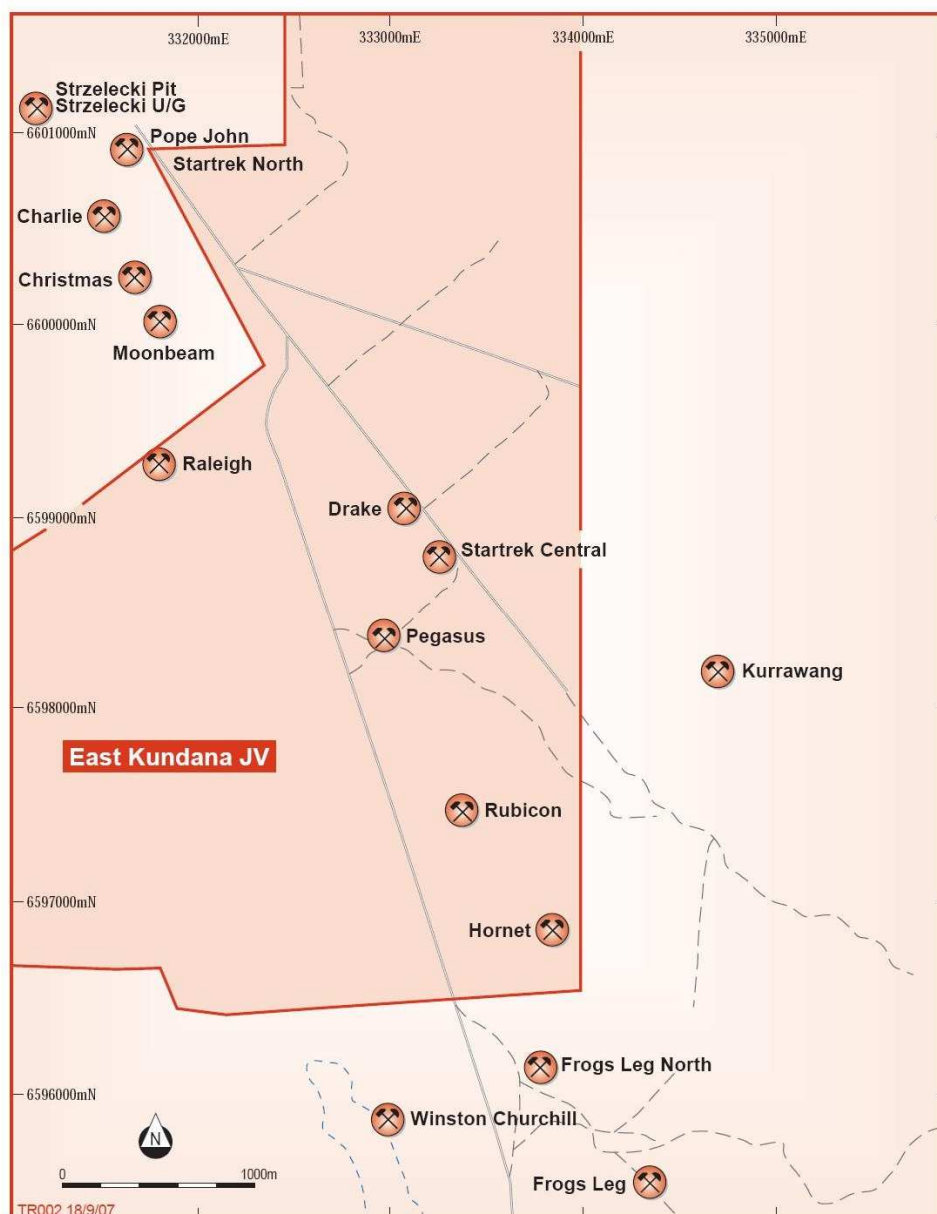 332000mE
333000mE
334000mE
335000mE
Strzelecki Pit
Strzelecki U/G
6601000mN
Pope John
Startrek North
Charlie
Christmas
6600000mN
Moonbeam
Raleigh
Drake
6599000mN
Startrek Central
Pegasus
Kurrawang
6598000mN
East Kundana JV
Rubicon
6597000mN
Hornet
Frogs Leg North
6596000mN
Winston Churchill
N
0 1000m
Frogs Leg
TR002 18/9/07